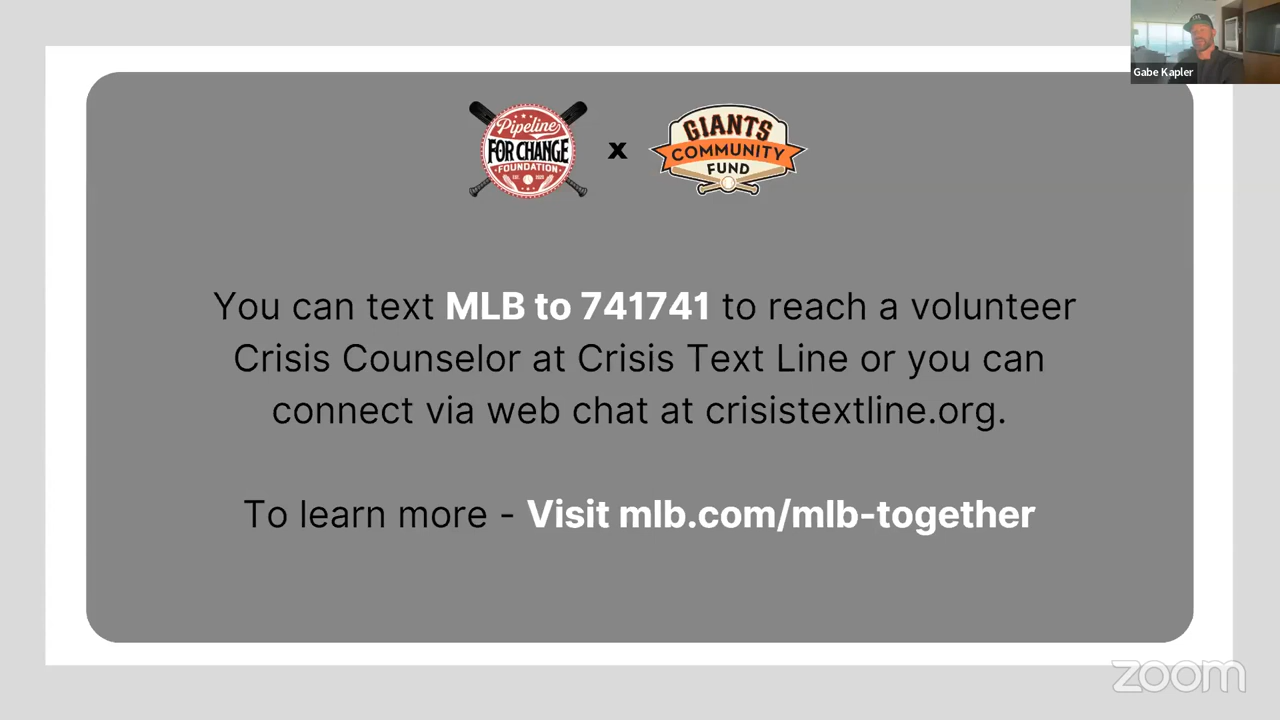 Gabe Kapler
Pipeline
FOR CHANGE
FOUNDATION
EST. 2020
x
GIANTS
COMMUNITY
FUND
You can text MLB to 741741 to reach a volunteer
Crisis Counselor at Crisis Text Line or you can
connect via web chat at crisistextline.org.
To learn more - Visit mlb.com/mlb-together
zoom